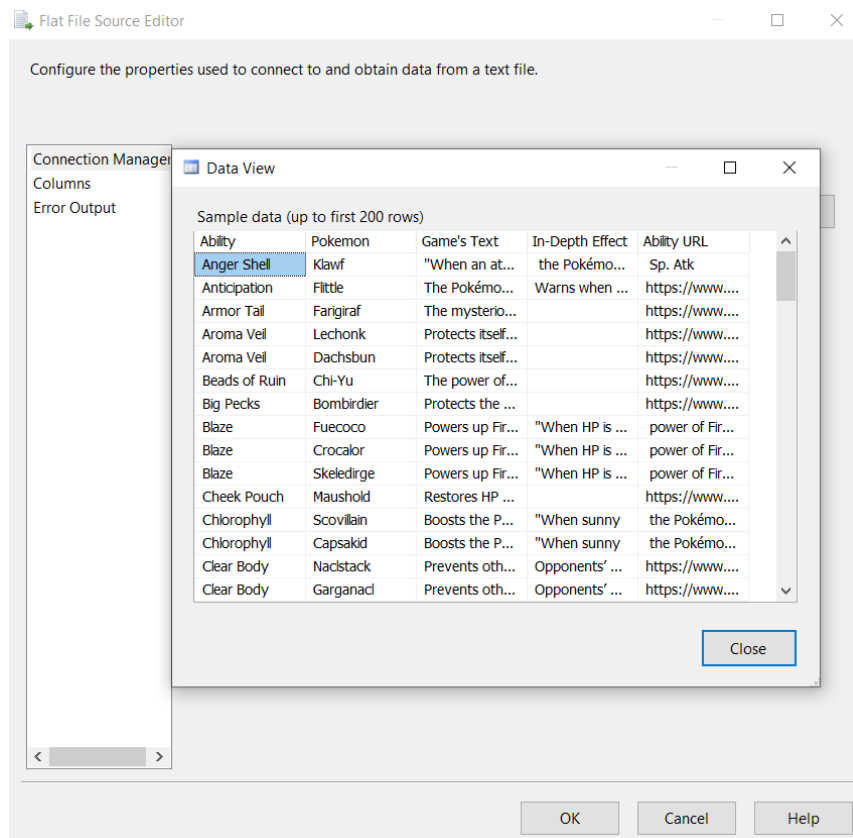 Flat File Source Editor
Configure the properties used to connect to and obtain data from a text file.
Connection Manager
Columns
Error Output
Data View
Sample data (up to first 200 rows)
Ability Pokemon Game's Text In-Depth Effect Ability URL
Anger Shell Klawf "When an at... the Pokémo... Sp. Atk
Anticipation Flittle The Pokémo... Warns when ... https://www....
Armor Tail Farigiraf The mysterio... https://www....
Aroma Veil Lechonk Protects itself... https://www....
Aroma Veil Dachsbun Protects itself... https://www....
Beads of Ruin Chi-Yu The power of... https://www....
Big Pecks Bombirdier Protects the ... https://www....
Blaze Fuecoco Powers up Fir... "When HP is ... power of Fir...
Blaze Crocalor Powers up Fir... "When HP is ... power of Fir...
Blaze Skeledirge Powers up Fir... "When HP is ... power of Fir...
Cheek Pouch Maushold Restores HP ... https://www....
Chlorophyll Scovillain Boosts the P... "When sunny the Pokémo...
Chlorophyll Capsakid Boosts the P... "When sunny the Pokémo...
Clear Body Naclstack Prevents oth... Opponents’ ... https://www....
Clear Body Garganacl Prevents oth... Opponents’ ... https://www....
Close
OK Cancel Help